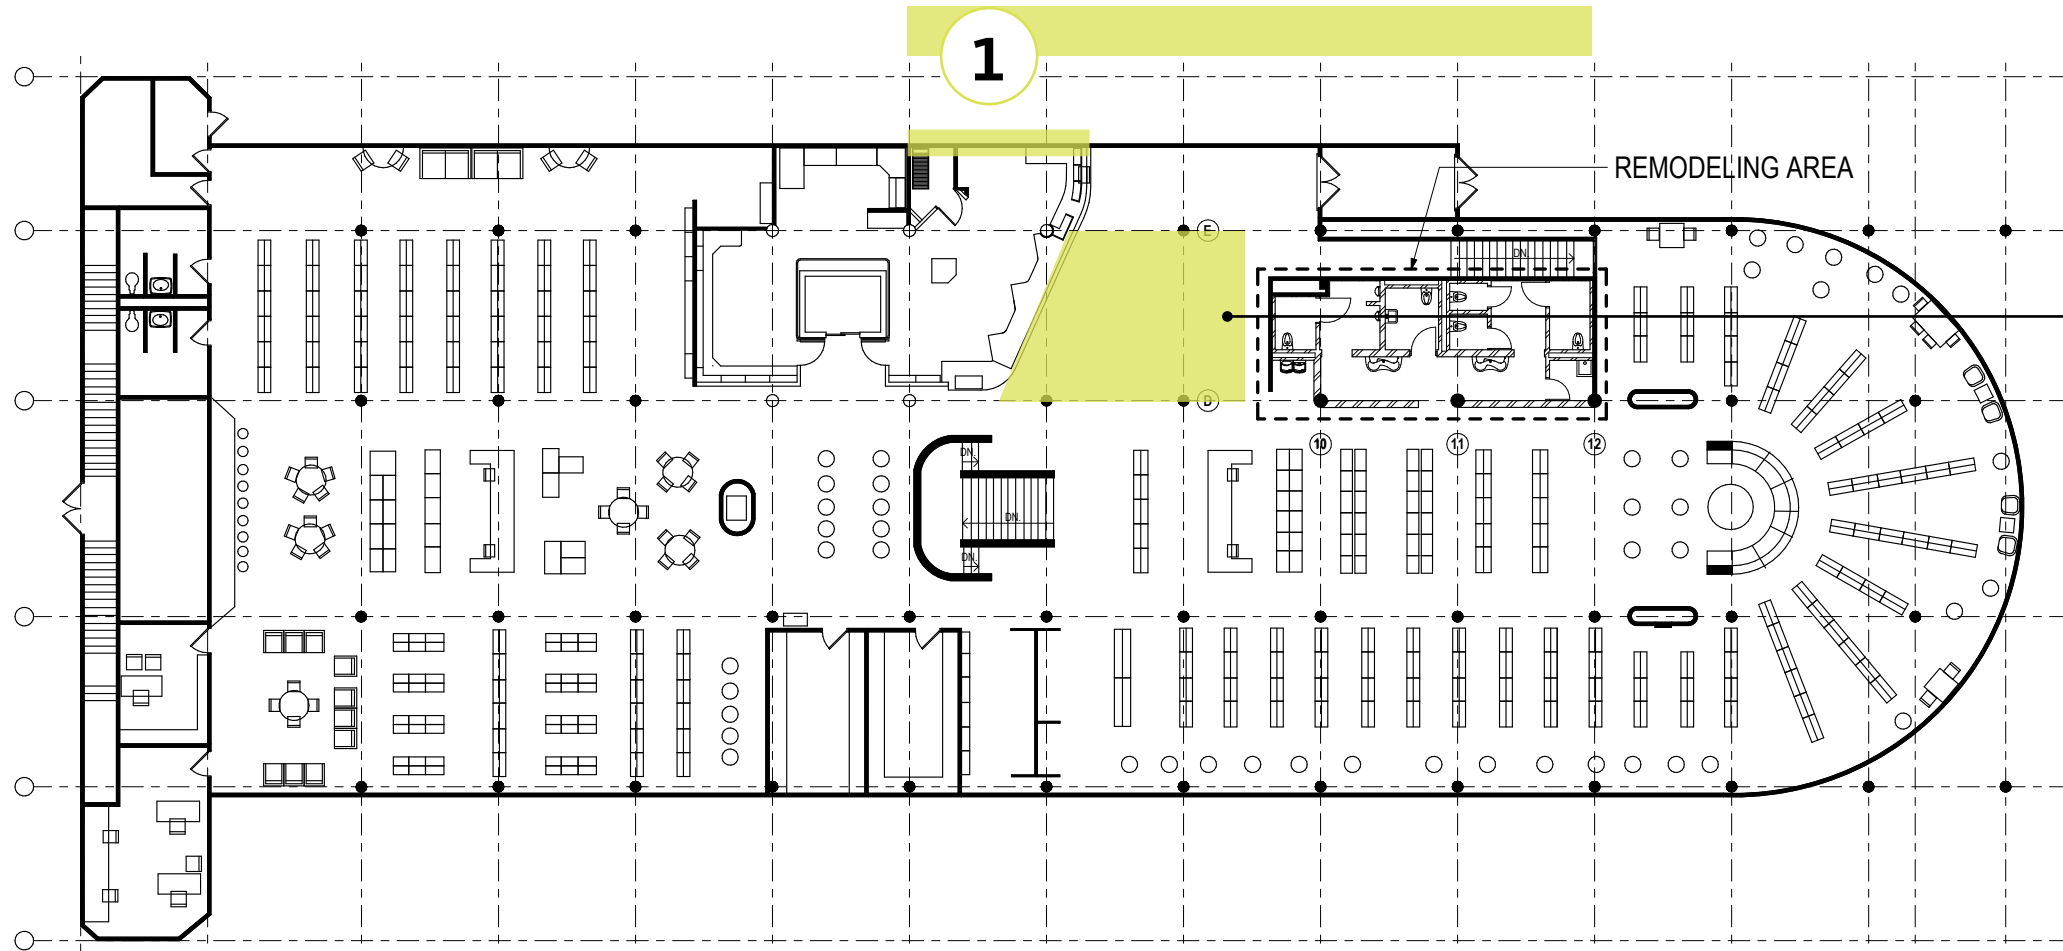 1
REMODELING AREA
E
DN.
D
10
11
12
DN.
DN.
DN.